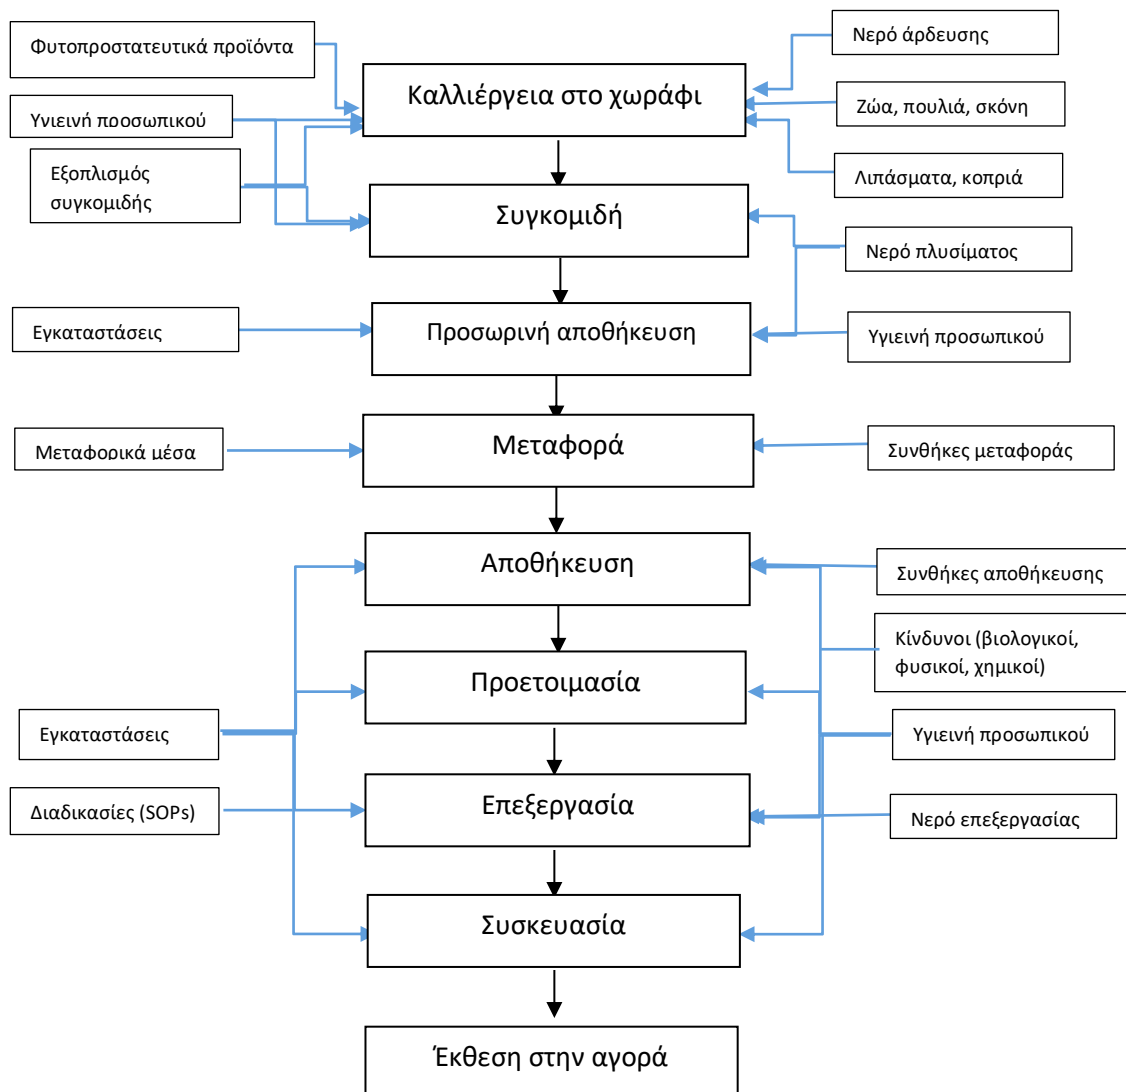 Φυτοπροστατευτικά προϊόντα
Νερό άρδευσης
Καλλιέργεια στο χωράφι
Ζώα, πουλιά, σκόνη
Υγιεινή προσωπικού
Εξοπλισμός
συγκομιδής
Λιπάσματα, κοπριά
Συγκομιδή
Νερό πλυσίματος
Εγκαταστάσεις
Προσωρινή αποθήκευση
Υγιεινή προσωπικού
Μεταφορικά μέσα
Μεταφορά
Συνθήκες μεταφοράς
Αποθήκευση
Συνθήκες αποθήκευσης
Κίνδυνοι (βιολογικοί,
φυσικοί, χημικοί)
Προετοιμασία
Εγκαταστάσεις
Υγιεινή προσωπικού
Διαδικασίες (SOPs)
Επεξεργασία
Νερό επεξεργασίας
Συσκευασία
Έκθεση στην αγορά